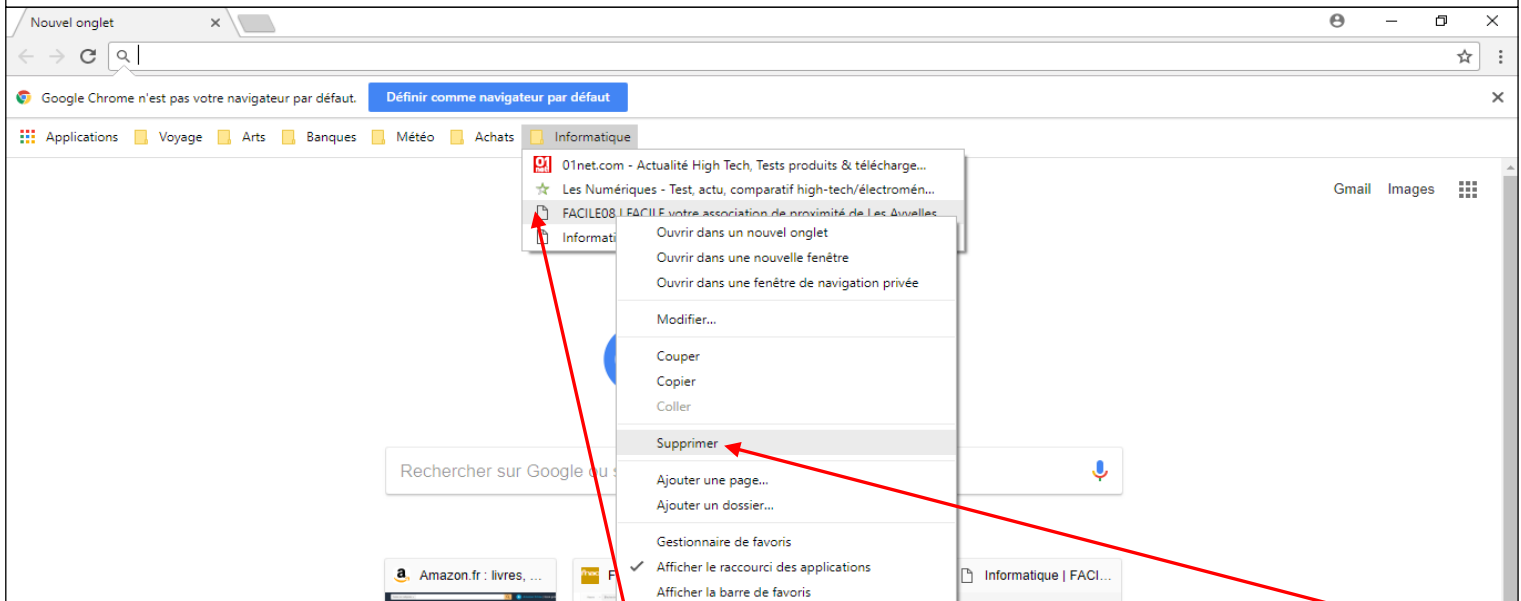 Nouvel onglet
Google Chrome n'est pas votre navigateur par défaut. Définir comme navigateur par défaut
Applications Voyage Arts Banques Météo Achats Informatique
01net.com - Actualité High Tech, Tests produits & télécharge...
Les Numériques - Test, actu, comparatif high-tech/électromén...
Gmail Images
FACILE08 | FACILE votre association de proximité de Les Ayvelles
Informati
Ouvrir dans un nouvel onglet
Ouvrir dans une nouvelle fenêtre
Ouvrir dans une fenêtre de navigation privée
Modifier...
Couper
Copier
Coller
Supprimer
Rechercher sur Google ou s
Ajouter une page...
Ajouter un dossier...
Gestionnaire de favoris
Afficher le raccourci des applications
Afficher la barre de favoris
Amazon.fr : livres, ...
F
Informatique | FACI...